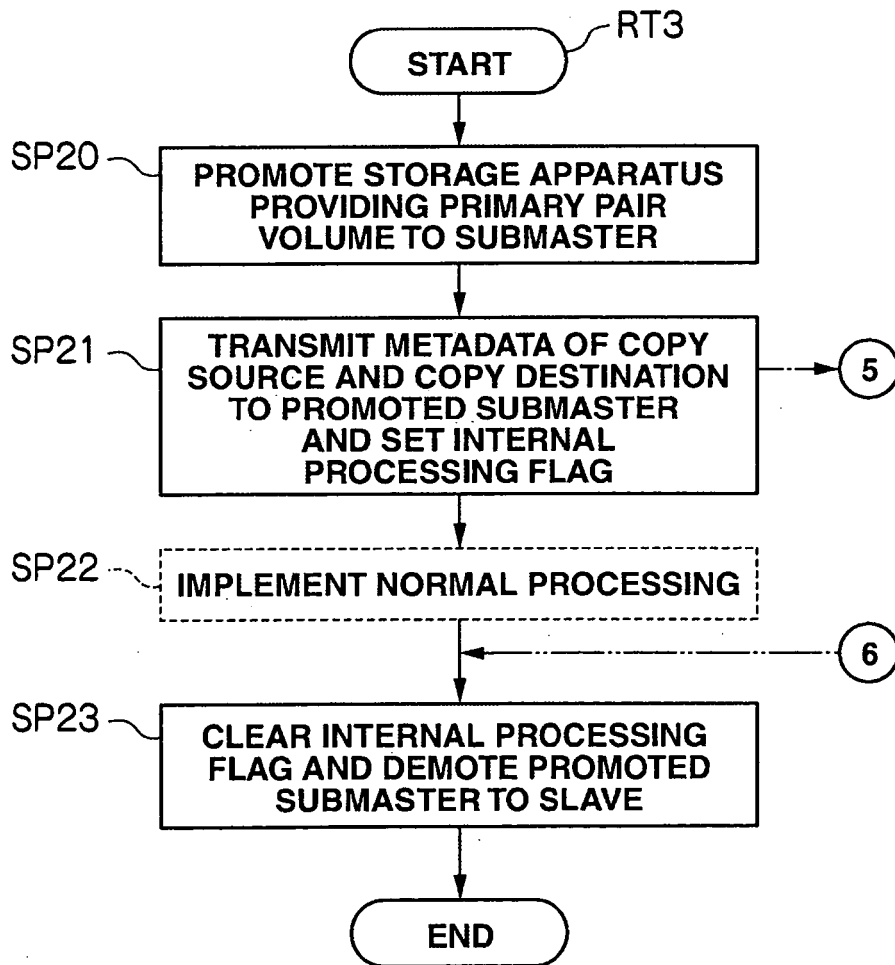 RT3
START
SP20
PROMOTE STORAGE APPARATUS
PROVIDING PRIMARY PAIR
VOLUME TO SUBMASTER
SP21
TRANSMIT METADATA OF COPY
SOURCE AND COPY DESTINATION
TO PROMOTED SUBMASTER
AND SET INTERNAL
PROCESSING FLAG
5
SP22
IMPLEMENT NORMAL PROCESSING
6
SP23
CLEAR INTERNAL PROCESSING
FLAG AND DEMOTE PROMOTED
SUBMASTER TO SLAVE
END